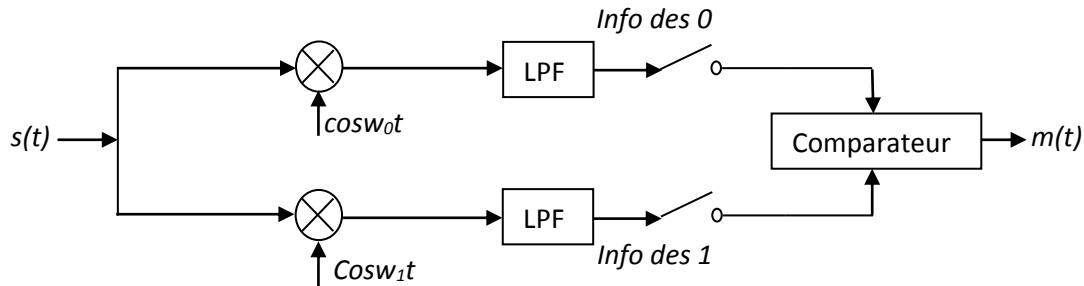 Info des 0
LPF
cosw₀t
s(t)
Comparateur
m(t)
LPF
Info des 1
Cosw₁t